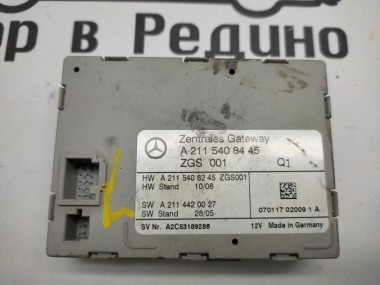 ор в Редино
Zentrales Gateway
A 211 540 84 45
ZGS 001 Q1
HW A 211 540 82 45 ZGS001
HW Stand 10/06
SW A 211 442 00 27
SW Stand 28/05
070117 02009 1 A
SV Nr. A2C53189286 12V Made in Germany